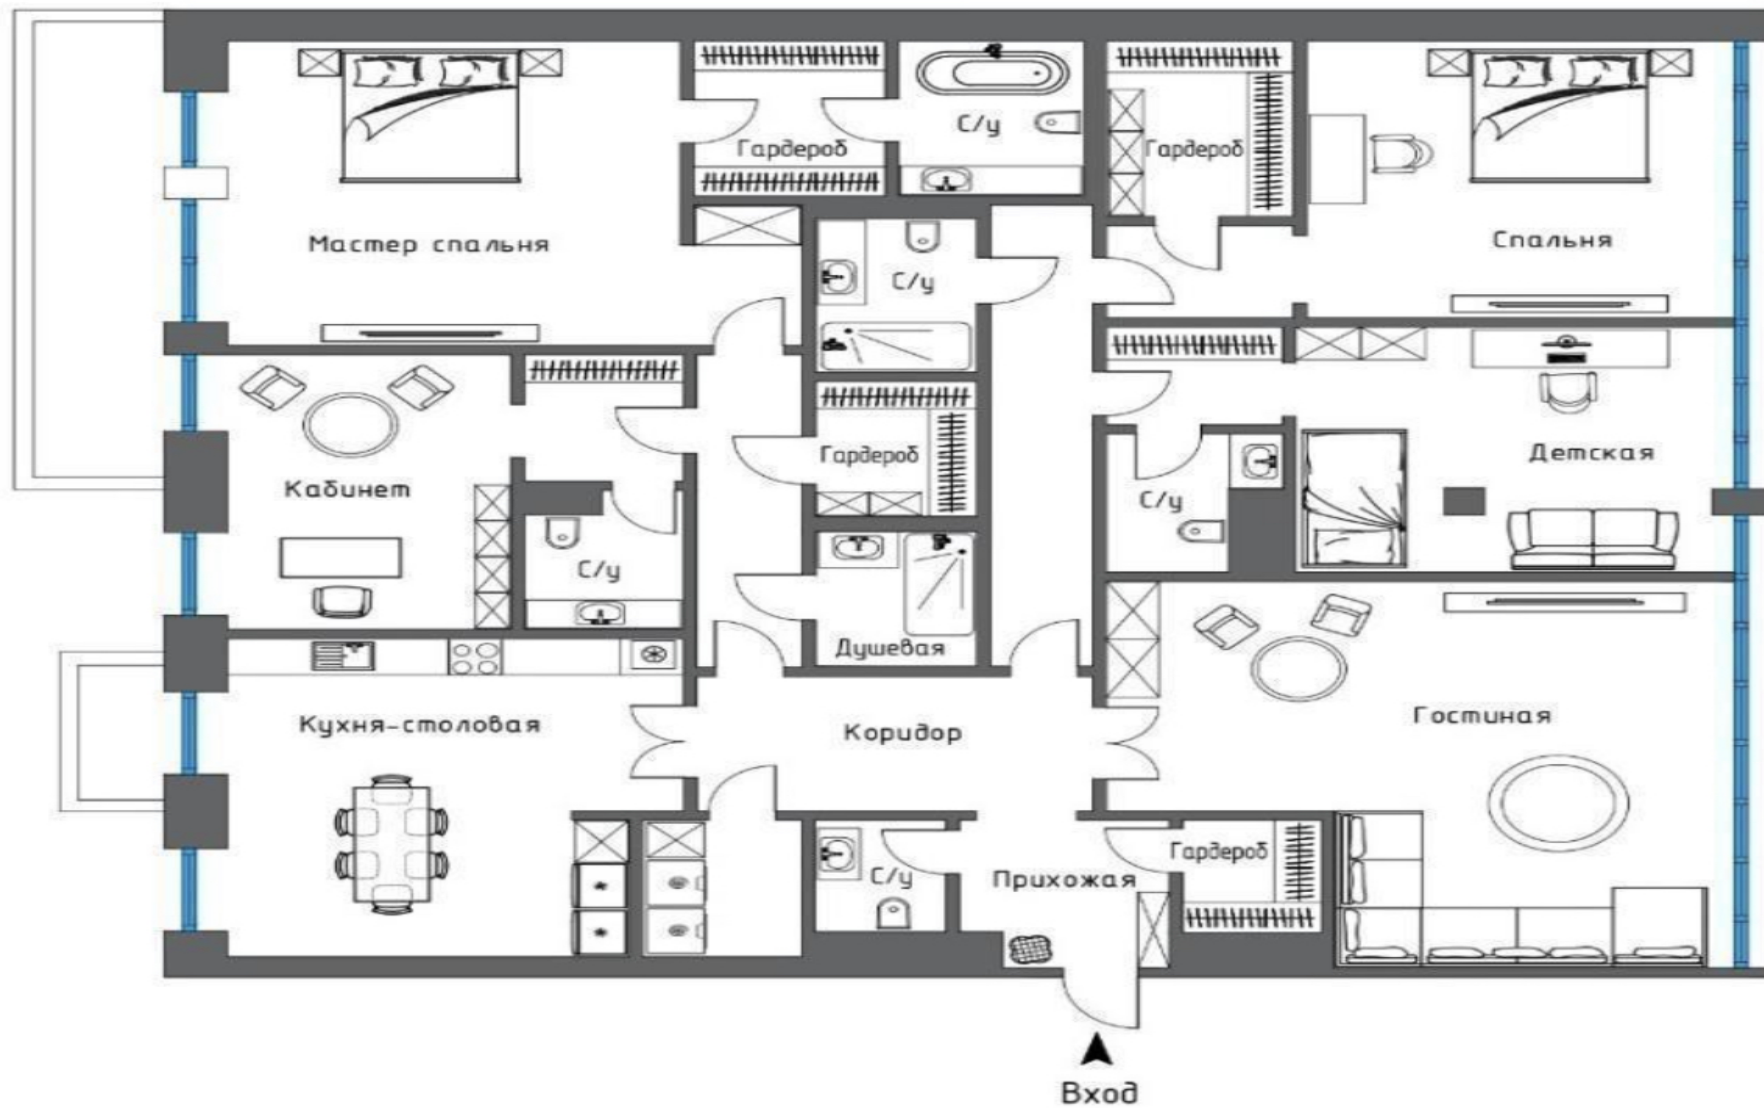 С/у
Гардероб
Гардероб
Мастер спальня
Спальня
С/у
Гардероб
Детская
Кабинет
С/у
С/у
Душевая
Кухня-столовая
Коридор
Гостиная
Гардероб
С/у
Прихожая
Вход